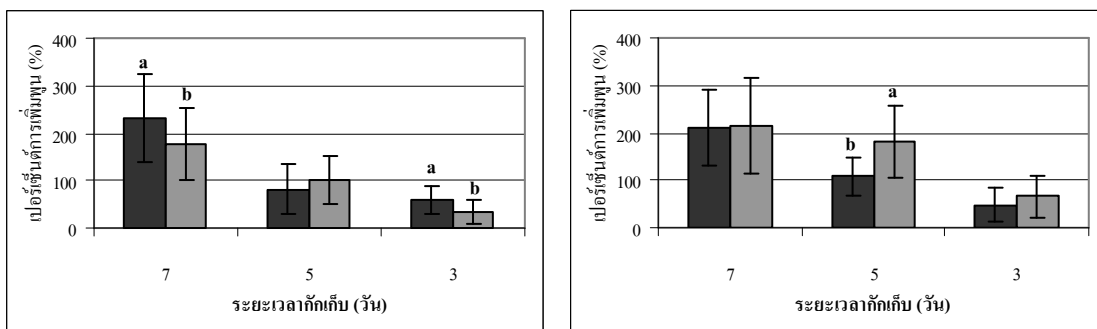 เปอร์เซ็นต์การเพิ่มพูน (%)
400
300
200
100
0
a
b
a
b
7 5 3
ระยะเวลากักเก็บ (วัน)
เปอร์เซ็นต์การเพิ่มพูน (%)
400
300
200
100
0
b
a
7 5 3
ระยะเวลากักเก็บ (วัน)